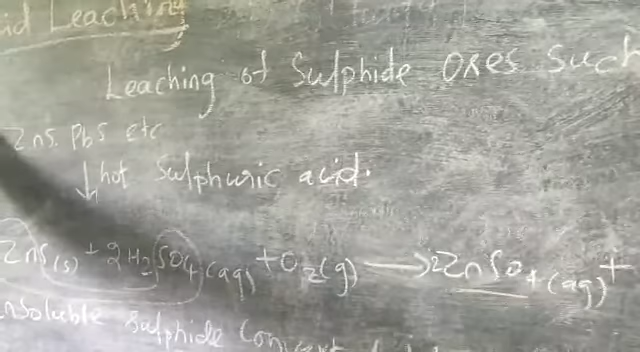 id Leaching
Leaching of Sulphide ores such
ZnS. PbS etc
↓ hot Sulphuric acid.
ZnS(s) + 2H2SO4(aq) + O2(g) → 2ZnSO4(aq) +
nsoluble sulphide